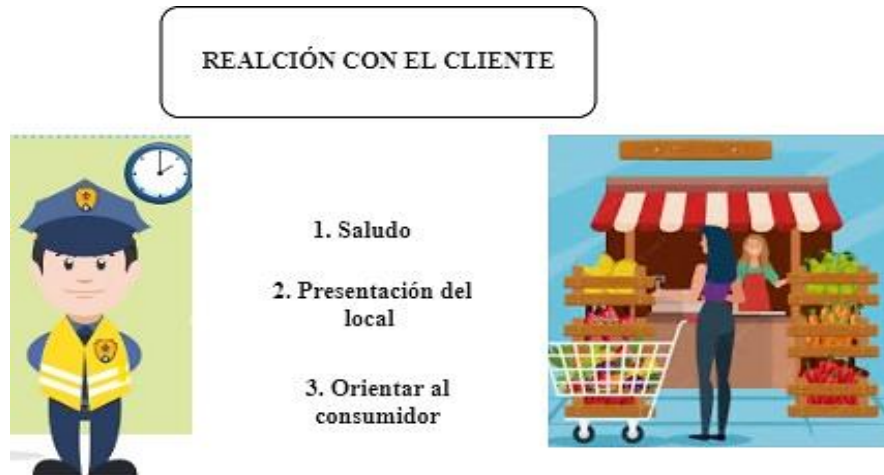 REALCIÓN CON EL CLIENTE
1. Saludo
2. Presentación del
local
3. Orientar al
consumidor